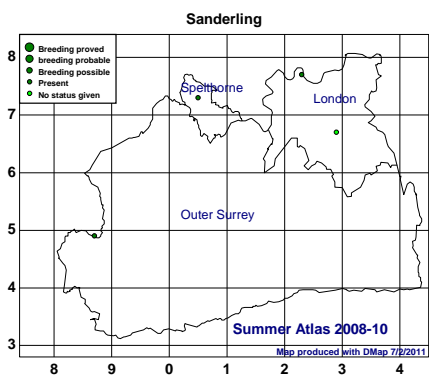 Sanderling
Breeding proved
breeding probable
Breeding possible
Present
No status given
Spelthorne
London
Outer Surrey
Summer Atlas 2008-10
Map produced with DMap 7/2/2011
8
7
6
5
4
3
8 9 0 1 2 3 4